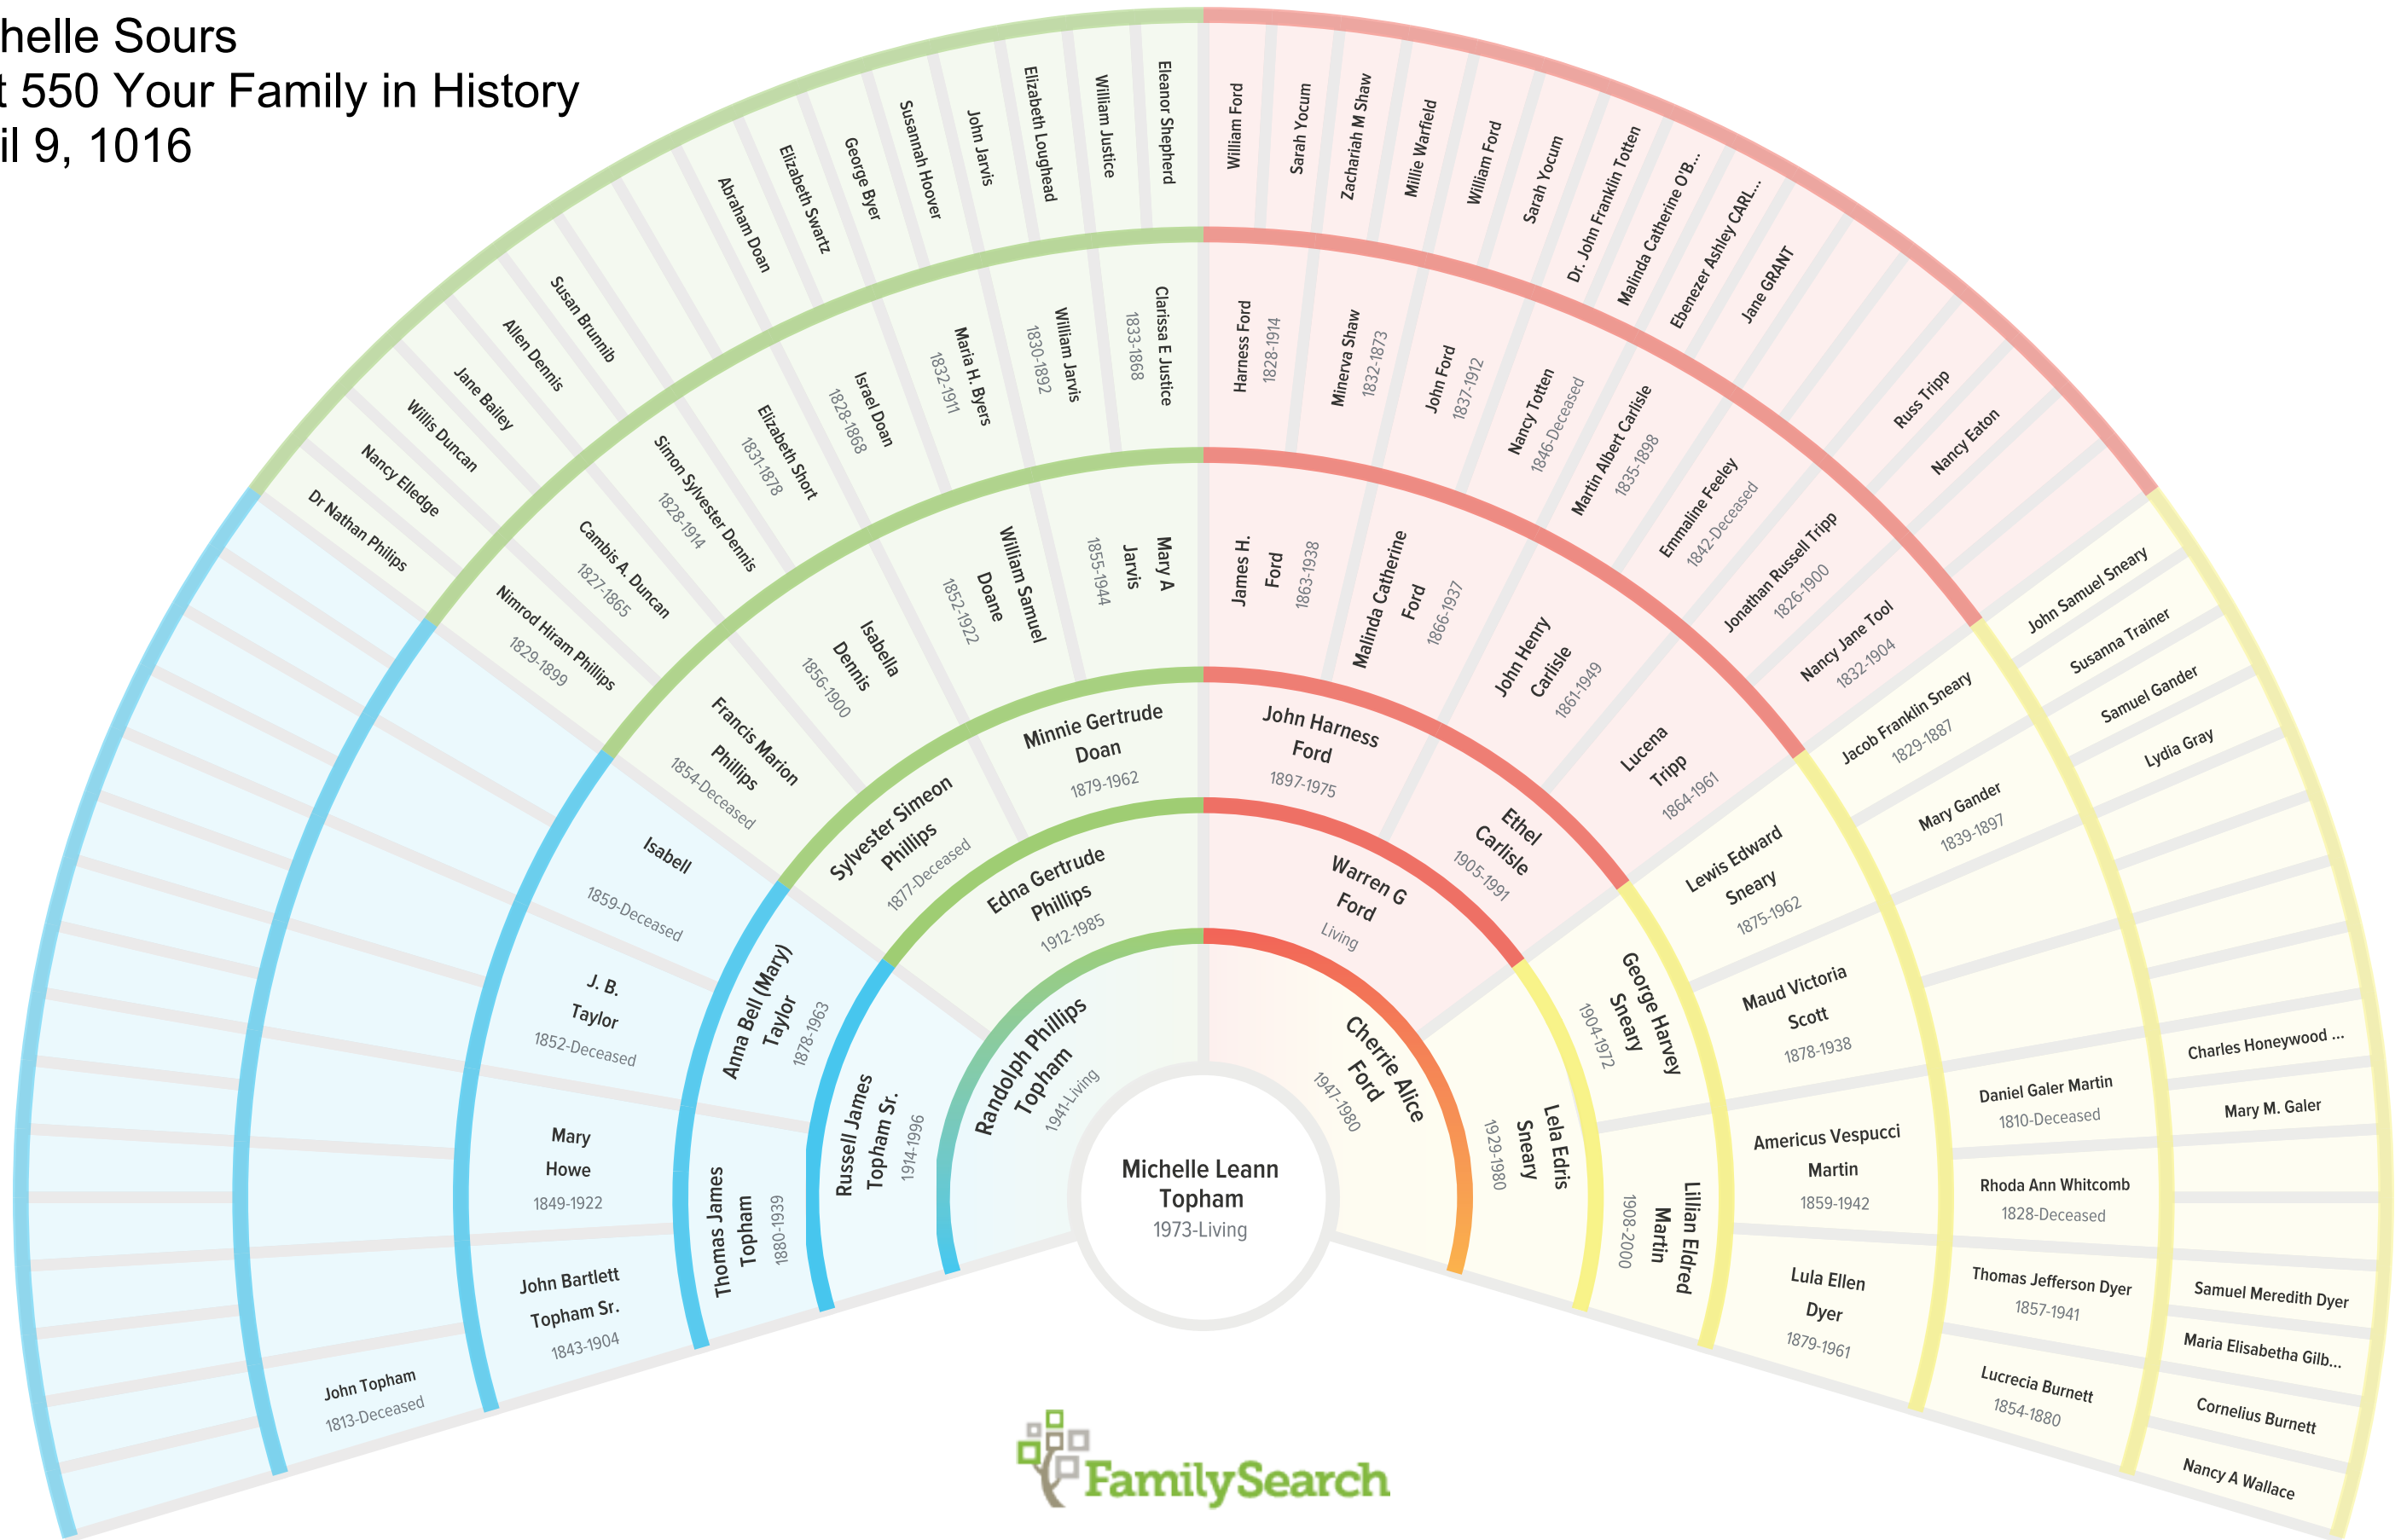 helle Sours
t 550 Your Family in History
il 9, 1016
Michelle Leann
Topham
1973-Living
Randolph Phillips
Topham
1941-Living
Cherrie Alice
Ford
1947-1980
Russell James
Topham Sr.
1914-1996
Edna Gertrude
Phillips
1912-1985
Warren G
Ford
Living
Lela Edris
Sneary
1929-1980
Thomas James
Topham
1880-1939
Anna Bell (Mary)
Taylor
1878-1963
Sylvester Simeon
Phillips
1877-Deceased
Minnie Gertrude
Doan
1879-1962
John Harness
Ford
1897-1975
Ethel
Carlisle
1905-1991
George Harvey
Sneary
1904-1972
Lillian Eldred
Martin
1908-2000
John Bartlett
Topham Sr.
1843-1904
Mary
Howe
1849-1922
J. B.
Taylor
1852-Deceased
Isabell
1859-Deceased
Francis Marion
Phillips
1854-Deceased
Isabella
Dennis
1856-1900
William Samuel
Doane
1852-1922
Mary A
Jarvis
1855-1944
James H.
Ford
1863-1938
Malinda Catherine
Ford
1866-1937
John Henry
Carlisle
1861-1949
Lucena
Tripp
1864-1961
Lewis Edward
Sneary
1875-1962
Maud Victoria
Scott
1878-1938
Americus Vespucci
Martin
1859-1942
Lula Ellen
Dyer
1879-1961
John Topham
1813-Deceased
Nimrod Hiram Phillips
1829-1899
Cambis A. Duncan
1827-1865
Simon Sylvester Dennis
1828-1914
Elizabeth Short
1831-1878
Israel Doan
1828-1868
Maria H. Byers
1832-1911
William Jarvis
1830-1892
Clarissa E Justice
1833-1868
Harness Ford
1828-1914
Minerva Shaw
1832-1873
John Ford
1837-1912
Nancy Totten
1846-Deceased
Martin Albert Carlisle
1835-1898
Emmaline Feeley
1842-Deceased
Jonathan Russell Tripp
1826-1900
Nancy Jane Tool
1832-1904
Jacob Franklin Sneary
1829-1887
Mary Gander
1839-1897
Daniel Galer Martin
1810-Deceased
Rhoda Ann Whitcomb
1828-Deceased
Thomas Jefferson Dyer
1857-1941
Lucrecia Burnett
1854-1880
Dr Nathan Philips
Nancy Elledge
Willis Duncan
Jane Bailey
Allen Dennis
Susan Brunnib
Abraham Doan
Elizabeth Swartz
George Byer
Susannah Hoover
John Jarvis
Elizabeth Loughead
William Justice
Eleanor Shepherd
William Ford
Sarah Yocum
Zachariah M Shaw
Millie Warfield
William Ford
Sarah Yocum
Dr. John Franklin Totten
Malinda Catherine O'B...
Ebenezer Ashley CARL...
Jane GRANT
Russ Tripp
Nancy Eaton
John Samuel Sneary
Susanna Trainer
Samuel Gander
Lydia Gray
Charles Honeywood ...
Mary M. Galer
Samuel Meredith Dyer
Maria Elisabetha Gilb...
Cornelius Burnett
Nancy A Wallace
FamilySearch